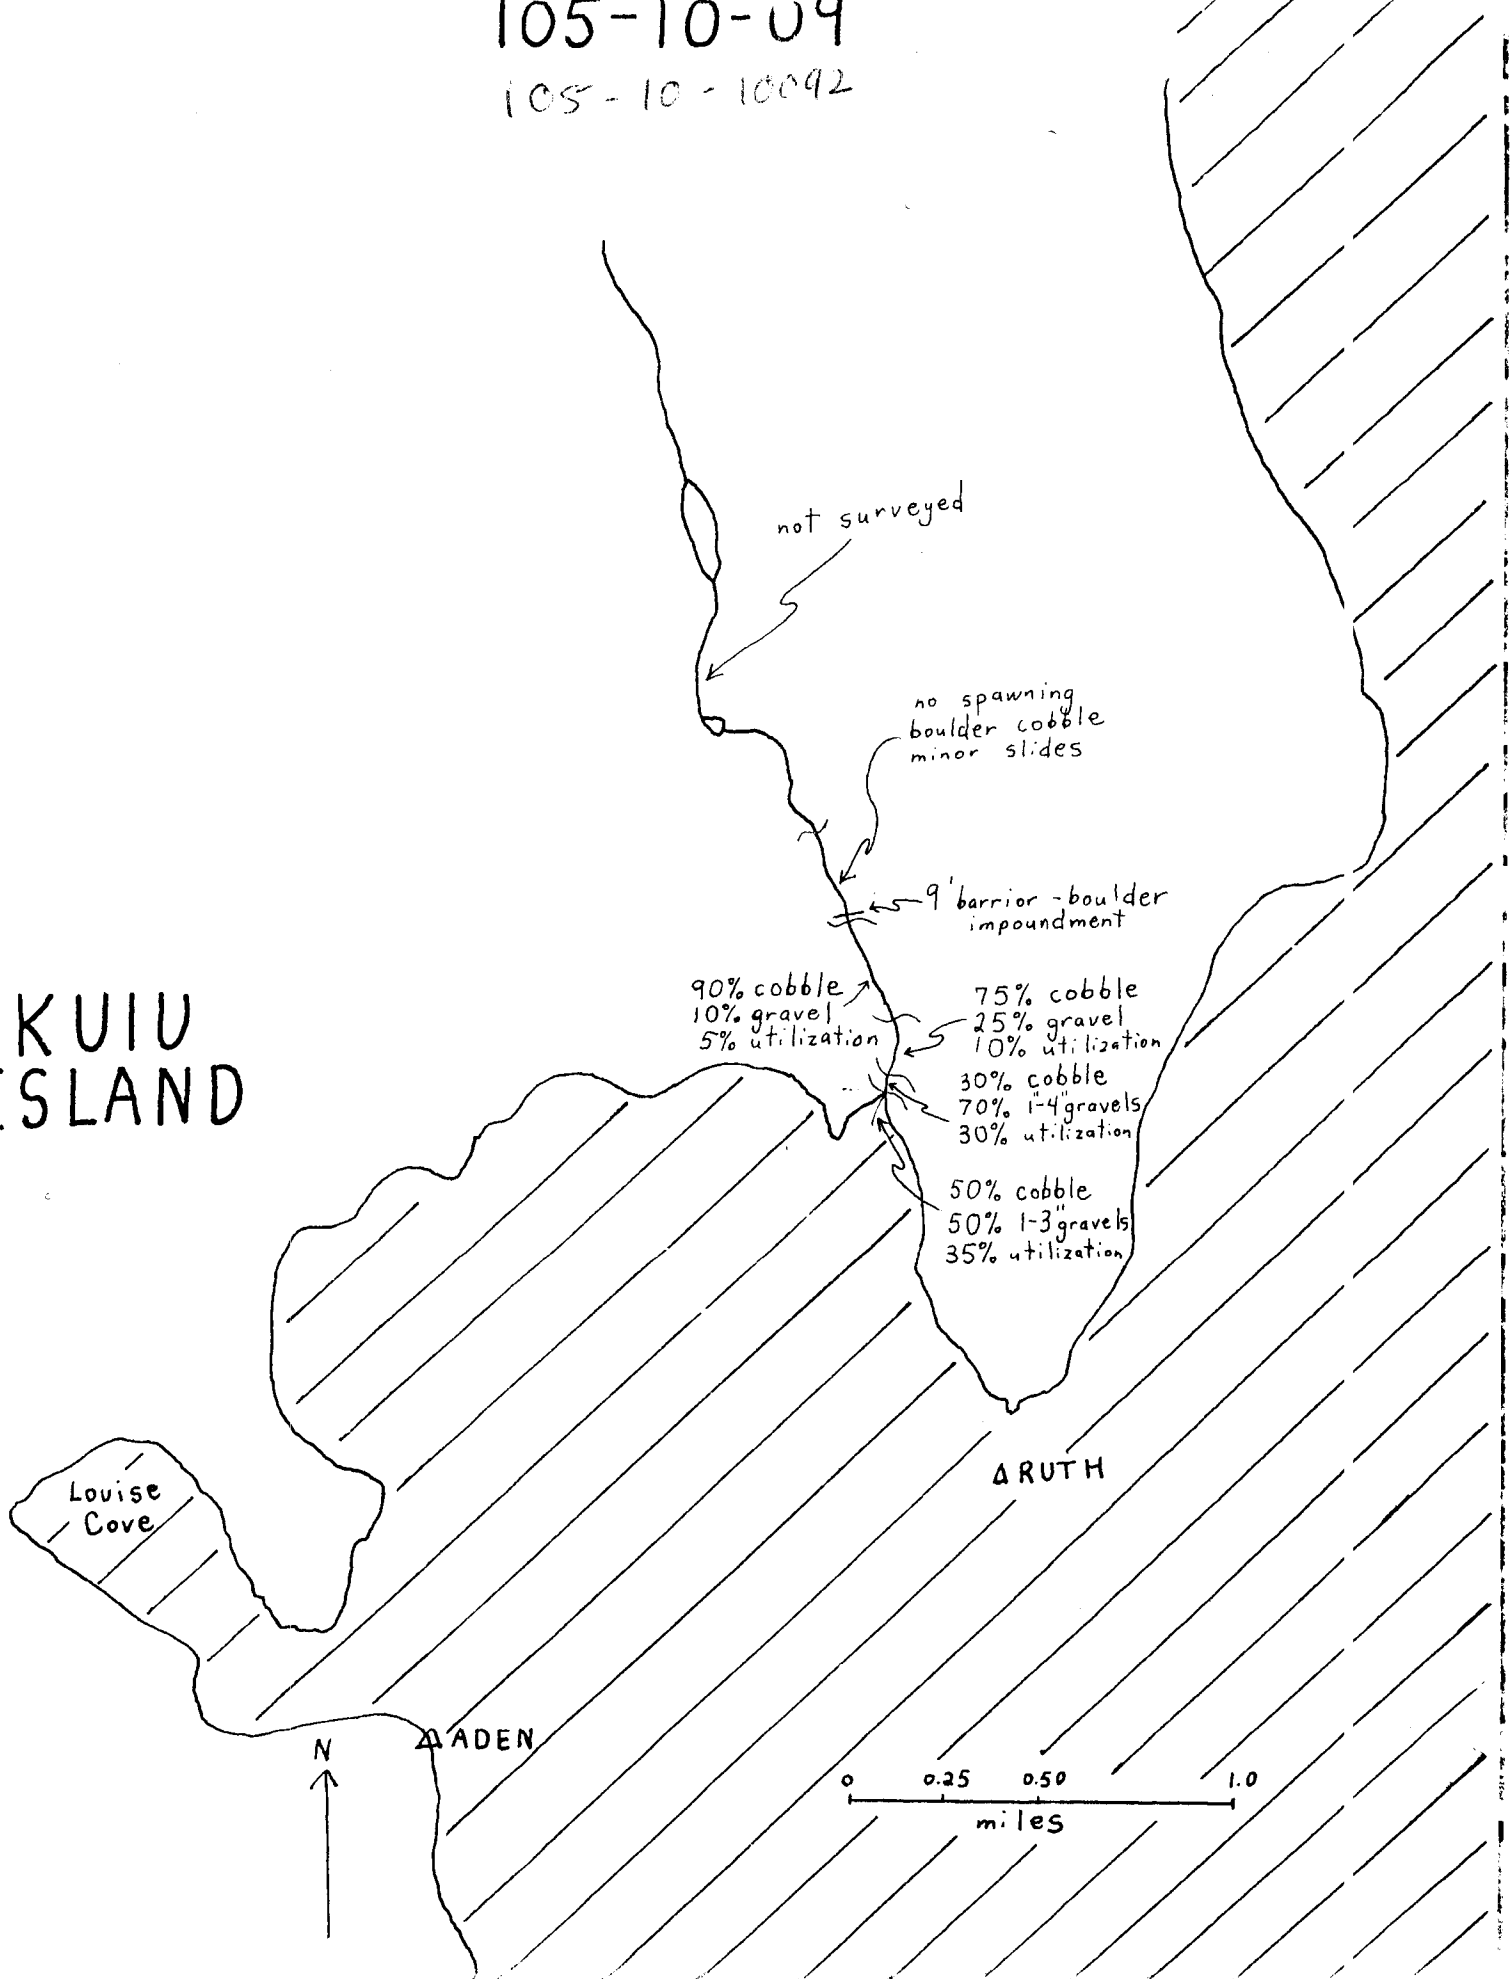 105-10-09
105-10-10092
not surveyed
no spawning
boulder cobble
minor slides
9' barrior - boulder
impoundment
90% cobble
10% gravel
5% utilization
75% cobble
25% gravel
10% utilization
30% cobble
70% 1"-4" gravels
30% utilization
50% cobble
50% 1-3" gravels
35% utilization
KUIU
ISLAND
Louise
Cove
Δ RUTH
Δ ADEN
N
0 0.25 0.50 1.0
miles